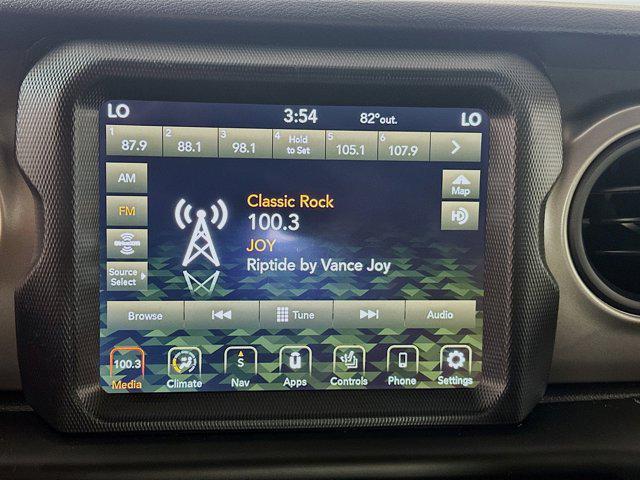 LO 3:54 82°out. LO
1 87.9 2 88.1 3 98.1 4 Hold to Set 5 105.1 6 107.9
AM
FM
SiriusXM
Source Select
Classic Rock
100.3
JOY
Riptide by Vance Joy
Map
HD
Browse Tune Audio
100.3 S
Media Climate Nav Apps Controls Phone Settings